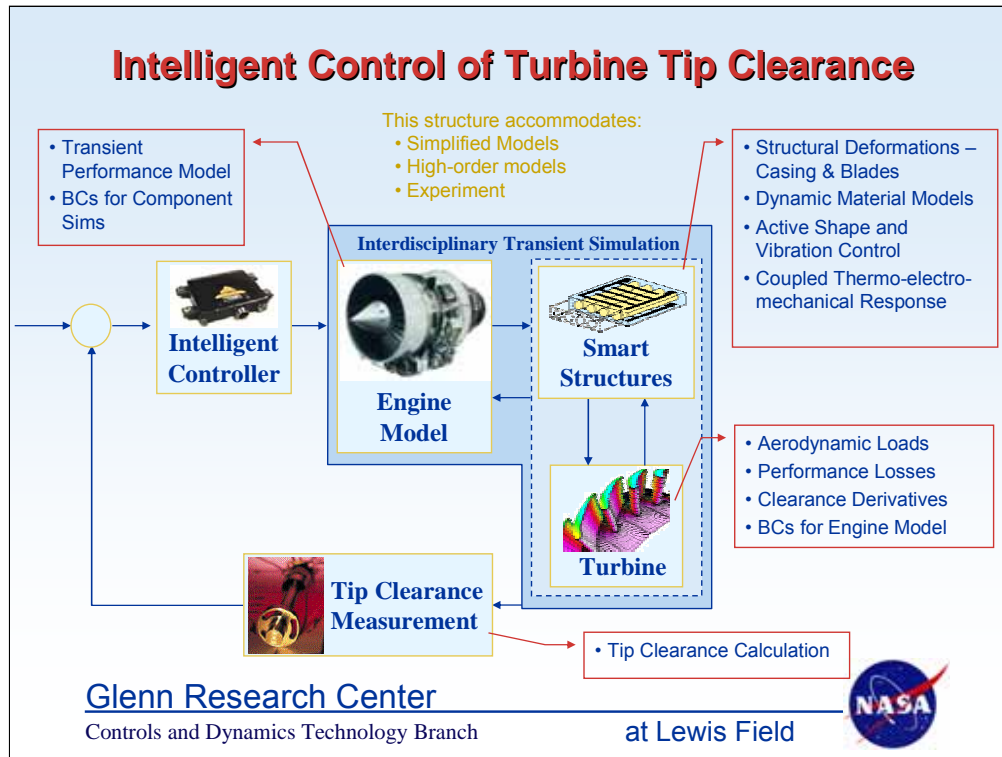 Intelligent Control of Turbine Tip Clearance
This structure accommodates:
• Simplified Models
• High-order models
• Experiment
• Transient
Performance Model
• BCs for Component
Sims
• Structural Deformations –
Casing & Blades
• Dynamic Material Models
• Active Shape and
Vibration Control
• Coupled Thermo-electro-
mechanical Response
Interdisciplinary Transient Simulation
Intelligent
Controller
Engine
Model
Smart
Structures
• Aerodynamic Loads
• Performance Losses
• Clearance Derivatives
• BCs for Engine Model
Turbine
Tip Clearance
Measurement
• Tip Clearance Calculation
Glenn Research Center
Controls and Dynamics Technology Branch
at Lewis Field
NASA